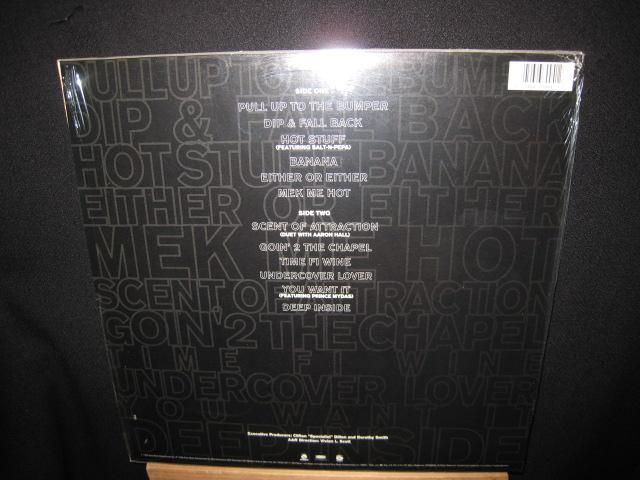 SIDE ONE
PULL UP TO THE BUMPER
DIP & FALL BACK
HOT STUFF
(FEATURING SALT-N-PEPA)
BANANA
EITHER OR EITHER
MEK ME HOT
SIDE TWO
SCENT OF ATTRACTION
(DUET WITH AARON HALL)
GOIN' 2 THE CHAPEL
TIME FI WINE
UNDERCOVER LOVER
YOU WANT IT
(FEATURING PRINCE MYDAS)
DEEP INSIDE
PULL UP TO THE BUMPER
DIP & FALL BACK
HOT STUFF BANANA
EITHER OR EITHER
MEK ME HOT
SCENT OF ATTRACTION
GOIN' 2 THE CHAPEL
TIME FI WINE
UNDERCOVER LOVER
YOU WANT IT
DEEP INSIDE
Executive Producers: Clifton "Specialist" Dillon and Dorothy Smith
A&R Direction: Vivian L. Scott